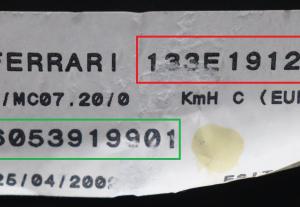 FERRARI 133E1912
/MC07.20/0 KmH C (EU
6053919901
25/04/200